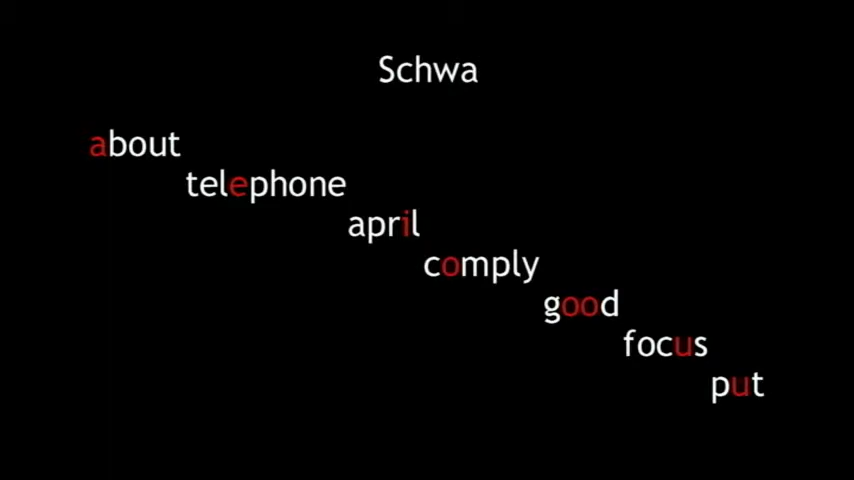 Schwa
about
telephone
april
comply
good
focus
put